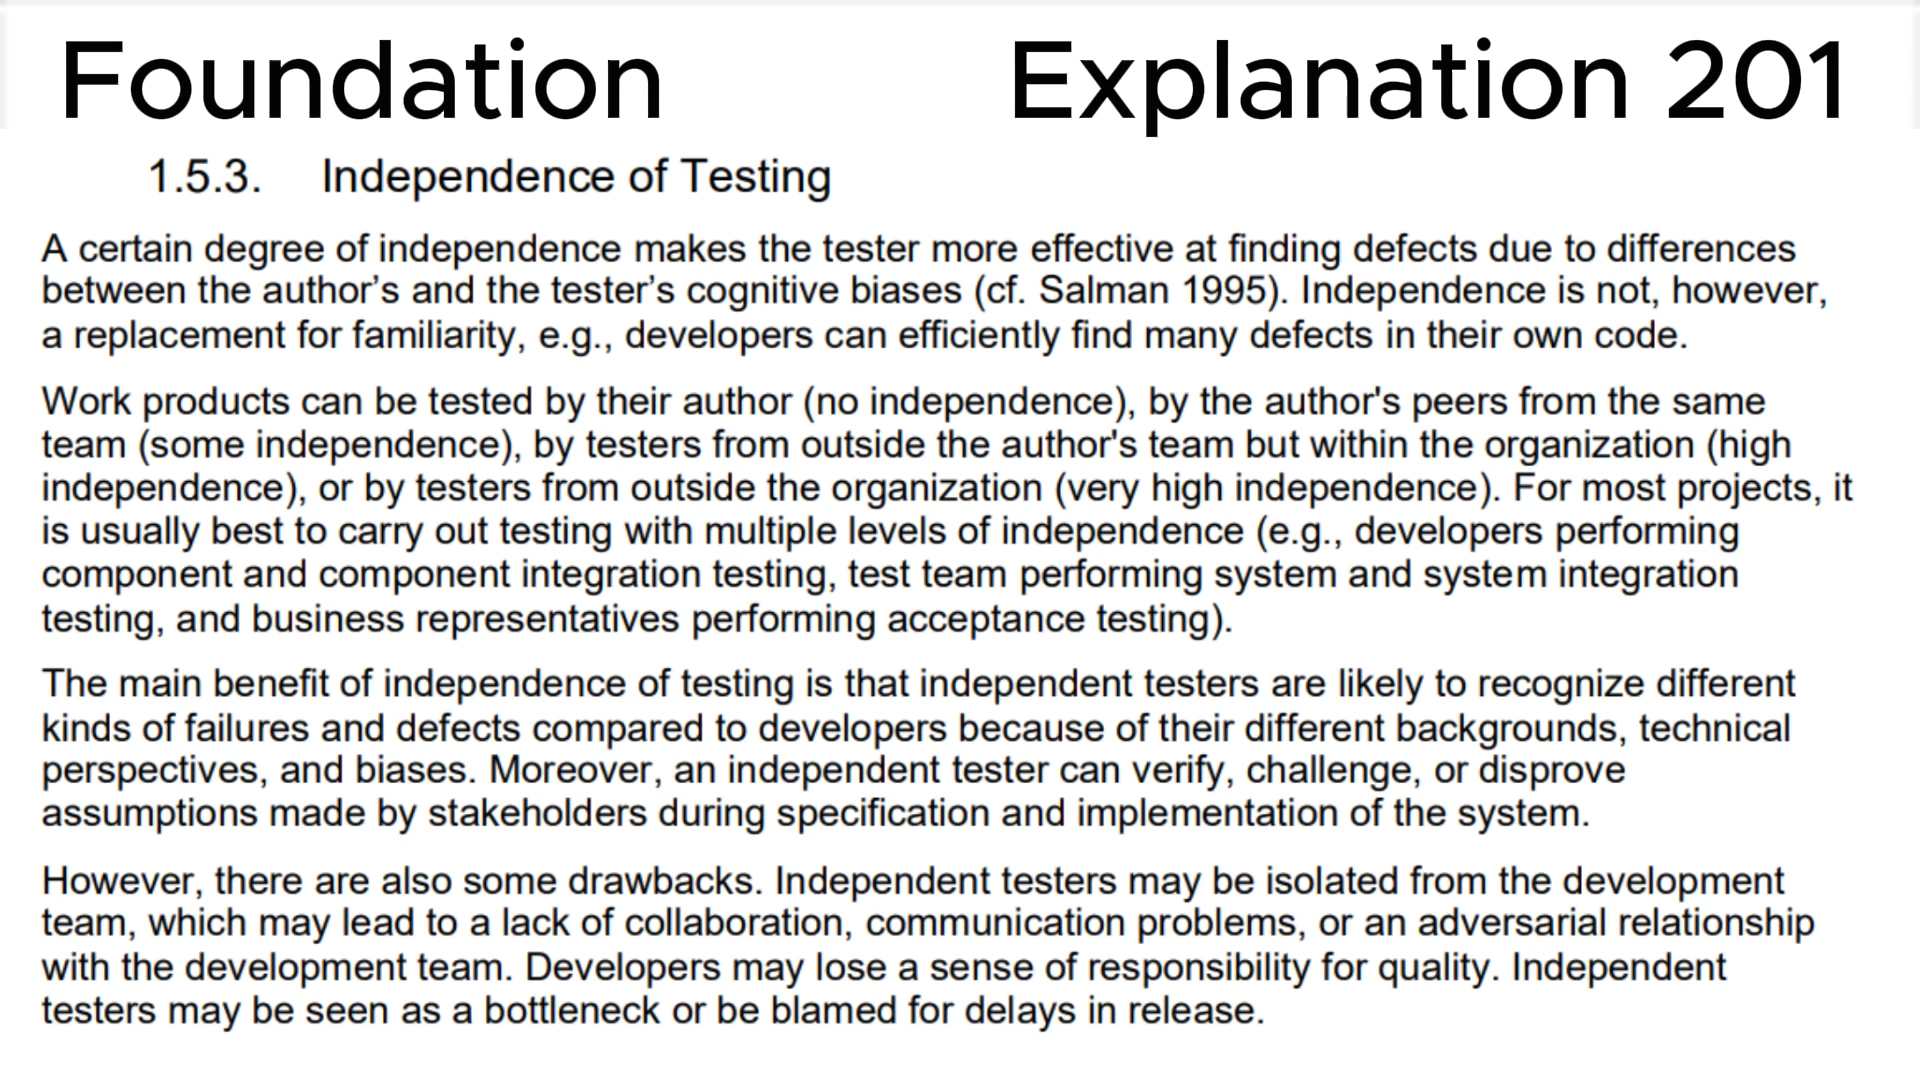 Foundation Explanation 201
1.5.3. Independence of Testing
A certain degree of independence makes the tester more effective at finding defects due to differences
between the author’s and the tester’s cognitive biases (cf. Salman 1995). Independence is not, however,
a replacement for familiarity, e.g., developers can efficiently find many defects in their own code.
Work products can be tested by their author (no independence), by the author's peers from the same
team (some independence), by testers from outside the author's team but within the organization (high
independence), or by testers from outside the organization (very high independence). For most projects, it
is usually best to carry out testing with multiple levels of independence (e.g., developers performing
component and component integration testing, test team performing system and system integration
testing, and business representatives performing acceptance testing).
The main benefit of independence of testing is that independent testers are likely to recognize different
kinds of failures and defects compared to developers because of their different backgrounds, technical
perspectives, and biases. Moreover, an independent tester can verify, challenge, or disprove
assumptions made by stakeholders during specification and implementation of the system.
However, there are also some drawbacks. Independent testers may be isolated from the development
team, which may lead to a lack of collaboration, communication problems, or an adversarial relationship
with the development team. Developers may lose a sense of responsibility for quality. Independent
testers may be seen as a bottleneck or be blamed for delays in release.